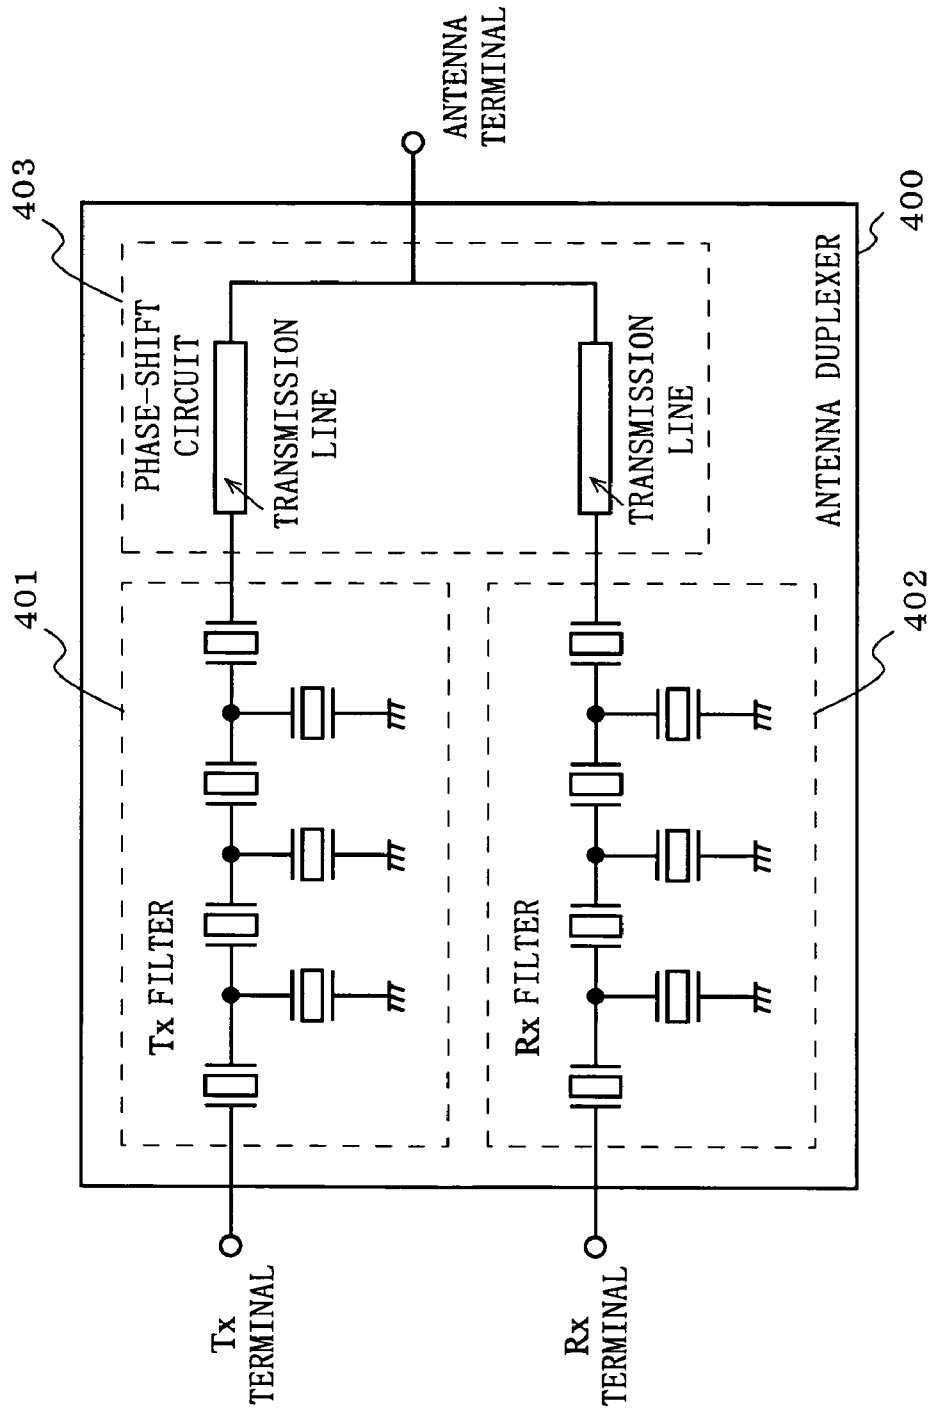 403
PHASE-SHIFT
CIRCUIT
TRANSMISSION
LINE
ANTENNA
TERMINAL
401
Tx FILTER
Tx
TERMINAL
TRANSMISSION
LINE
Rx FILTER
402
Rx
TERMINAL
ANTENNA DUPLEXER
400